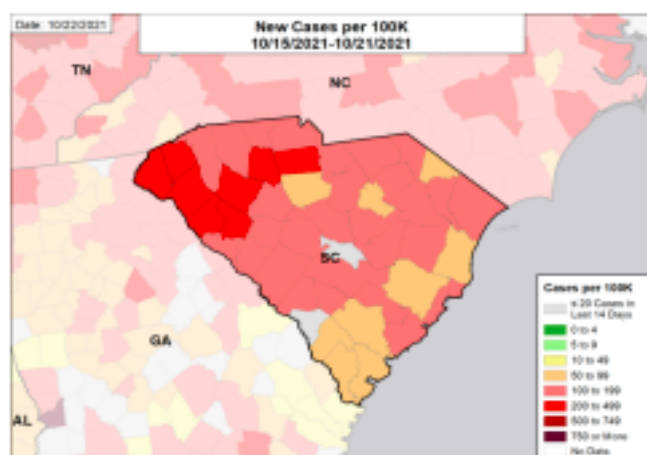 Date: 10/22/2021
New Cases per 100K
10/15/2021-10/21/2021
TN
NC
SC
GA
AL
Cases per 100K
≤ 20 Cases in
Last 14 Days
0 to 4
5 to 9
10 to 49
50 to 99
100 to 199
200 to 499
500 to 749
750 or More
No Data